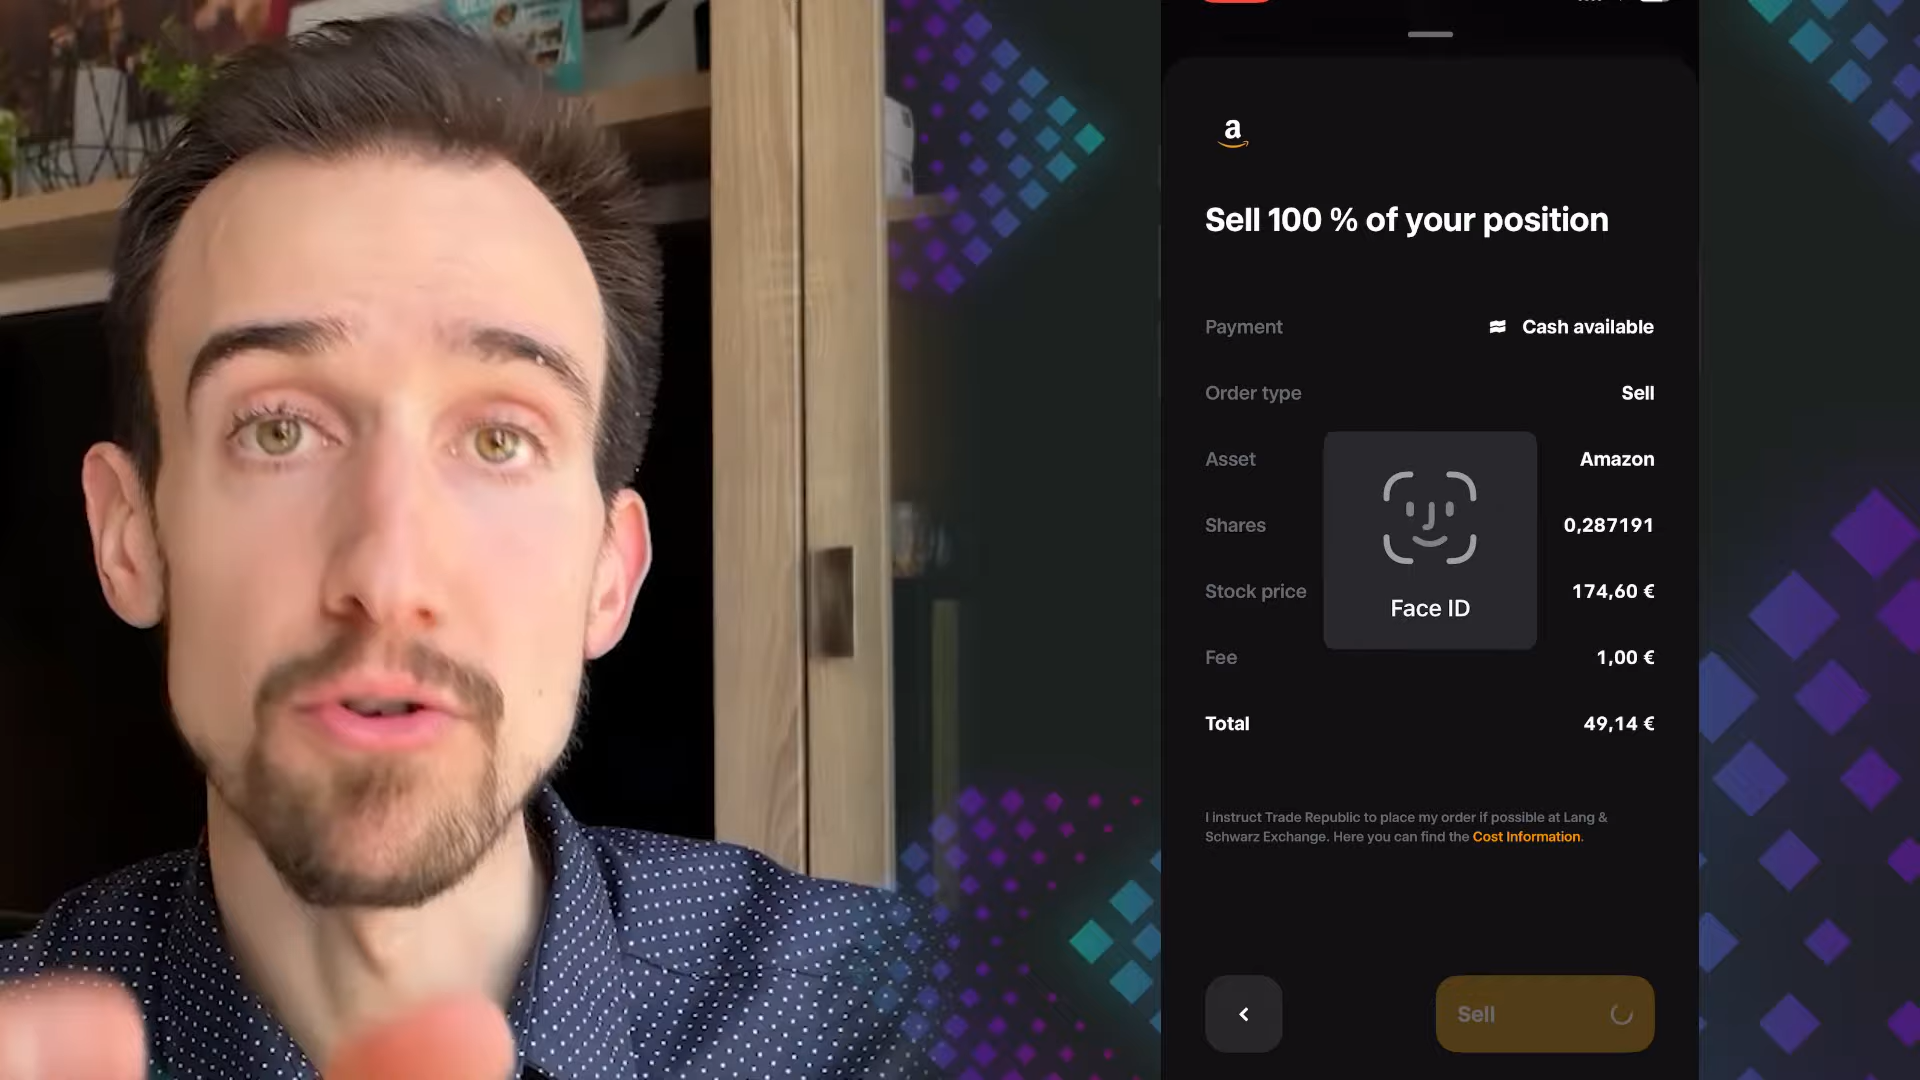 a
Sell 100 % of your position
Payment Cash available
Order type Sell
Asset Amazon
Shares 0,287191
Stock price 174,60 €
Face ID
Fee 1,00 €
Total 49,14 €
I instruct Trade Republic to place my order if possible at Lang &
Schwarz Exchange. Here you can find the Cost Information.
Sell